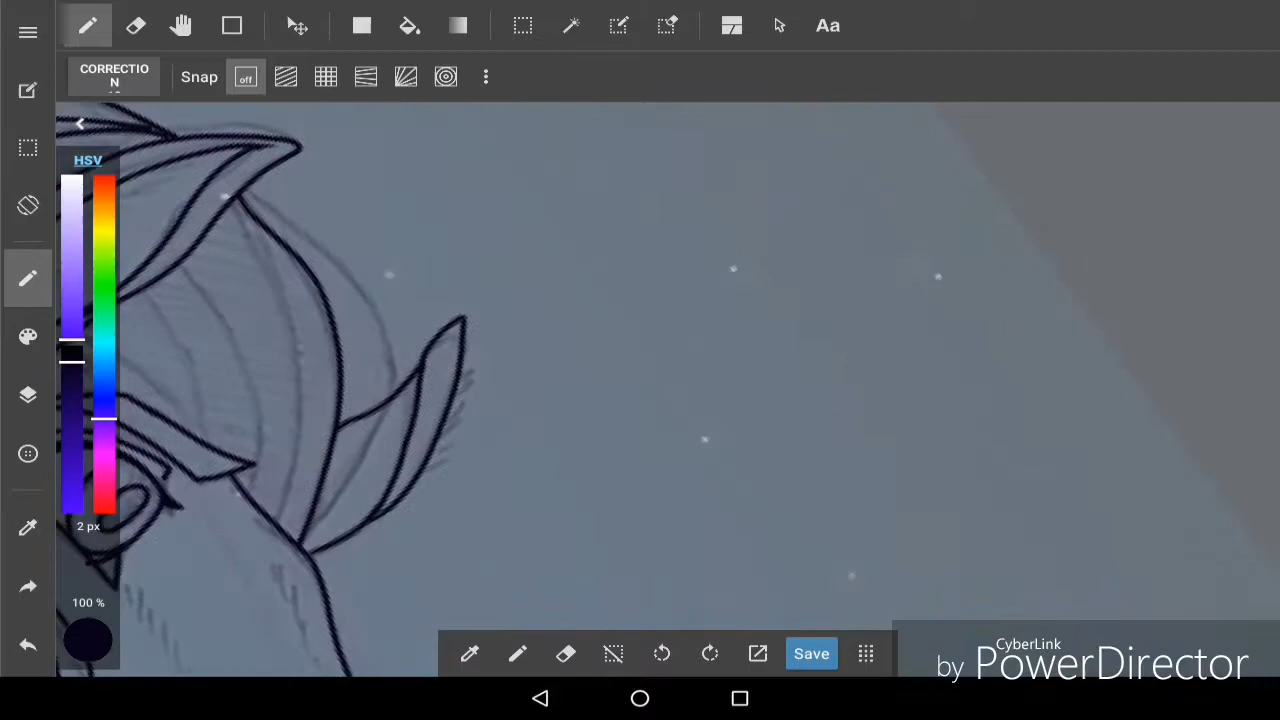 Aa
CORRECTIO
N
Snap
off
HSV
2 px
100 %
Save
CyberLink
by PowerDirector